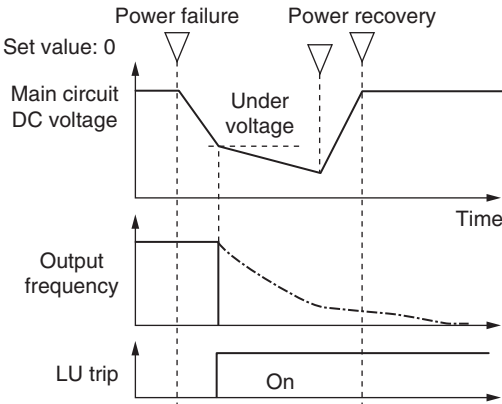 Power failure
Power recovery
Set value: 0
Main circuit
DC voltage
Under
voltage
Time
Output
frequency
LU trip
On